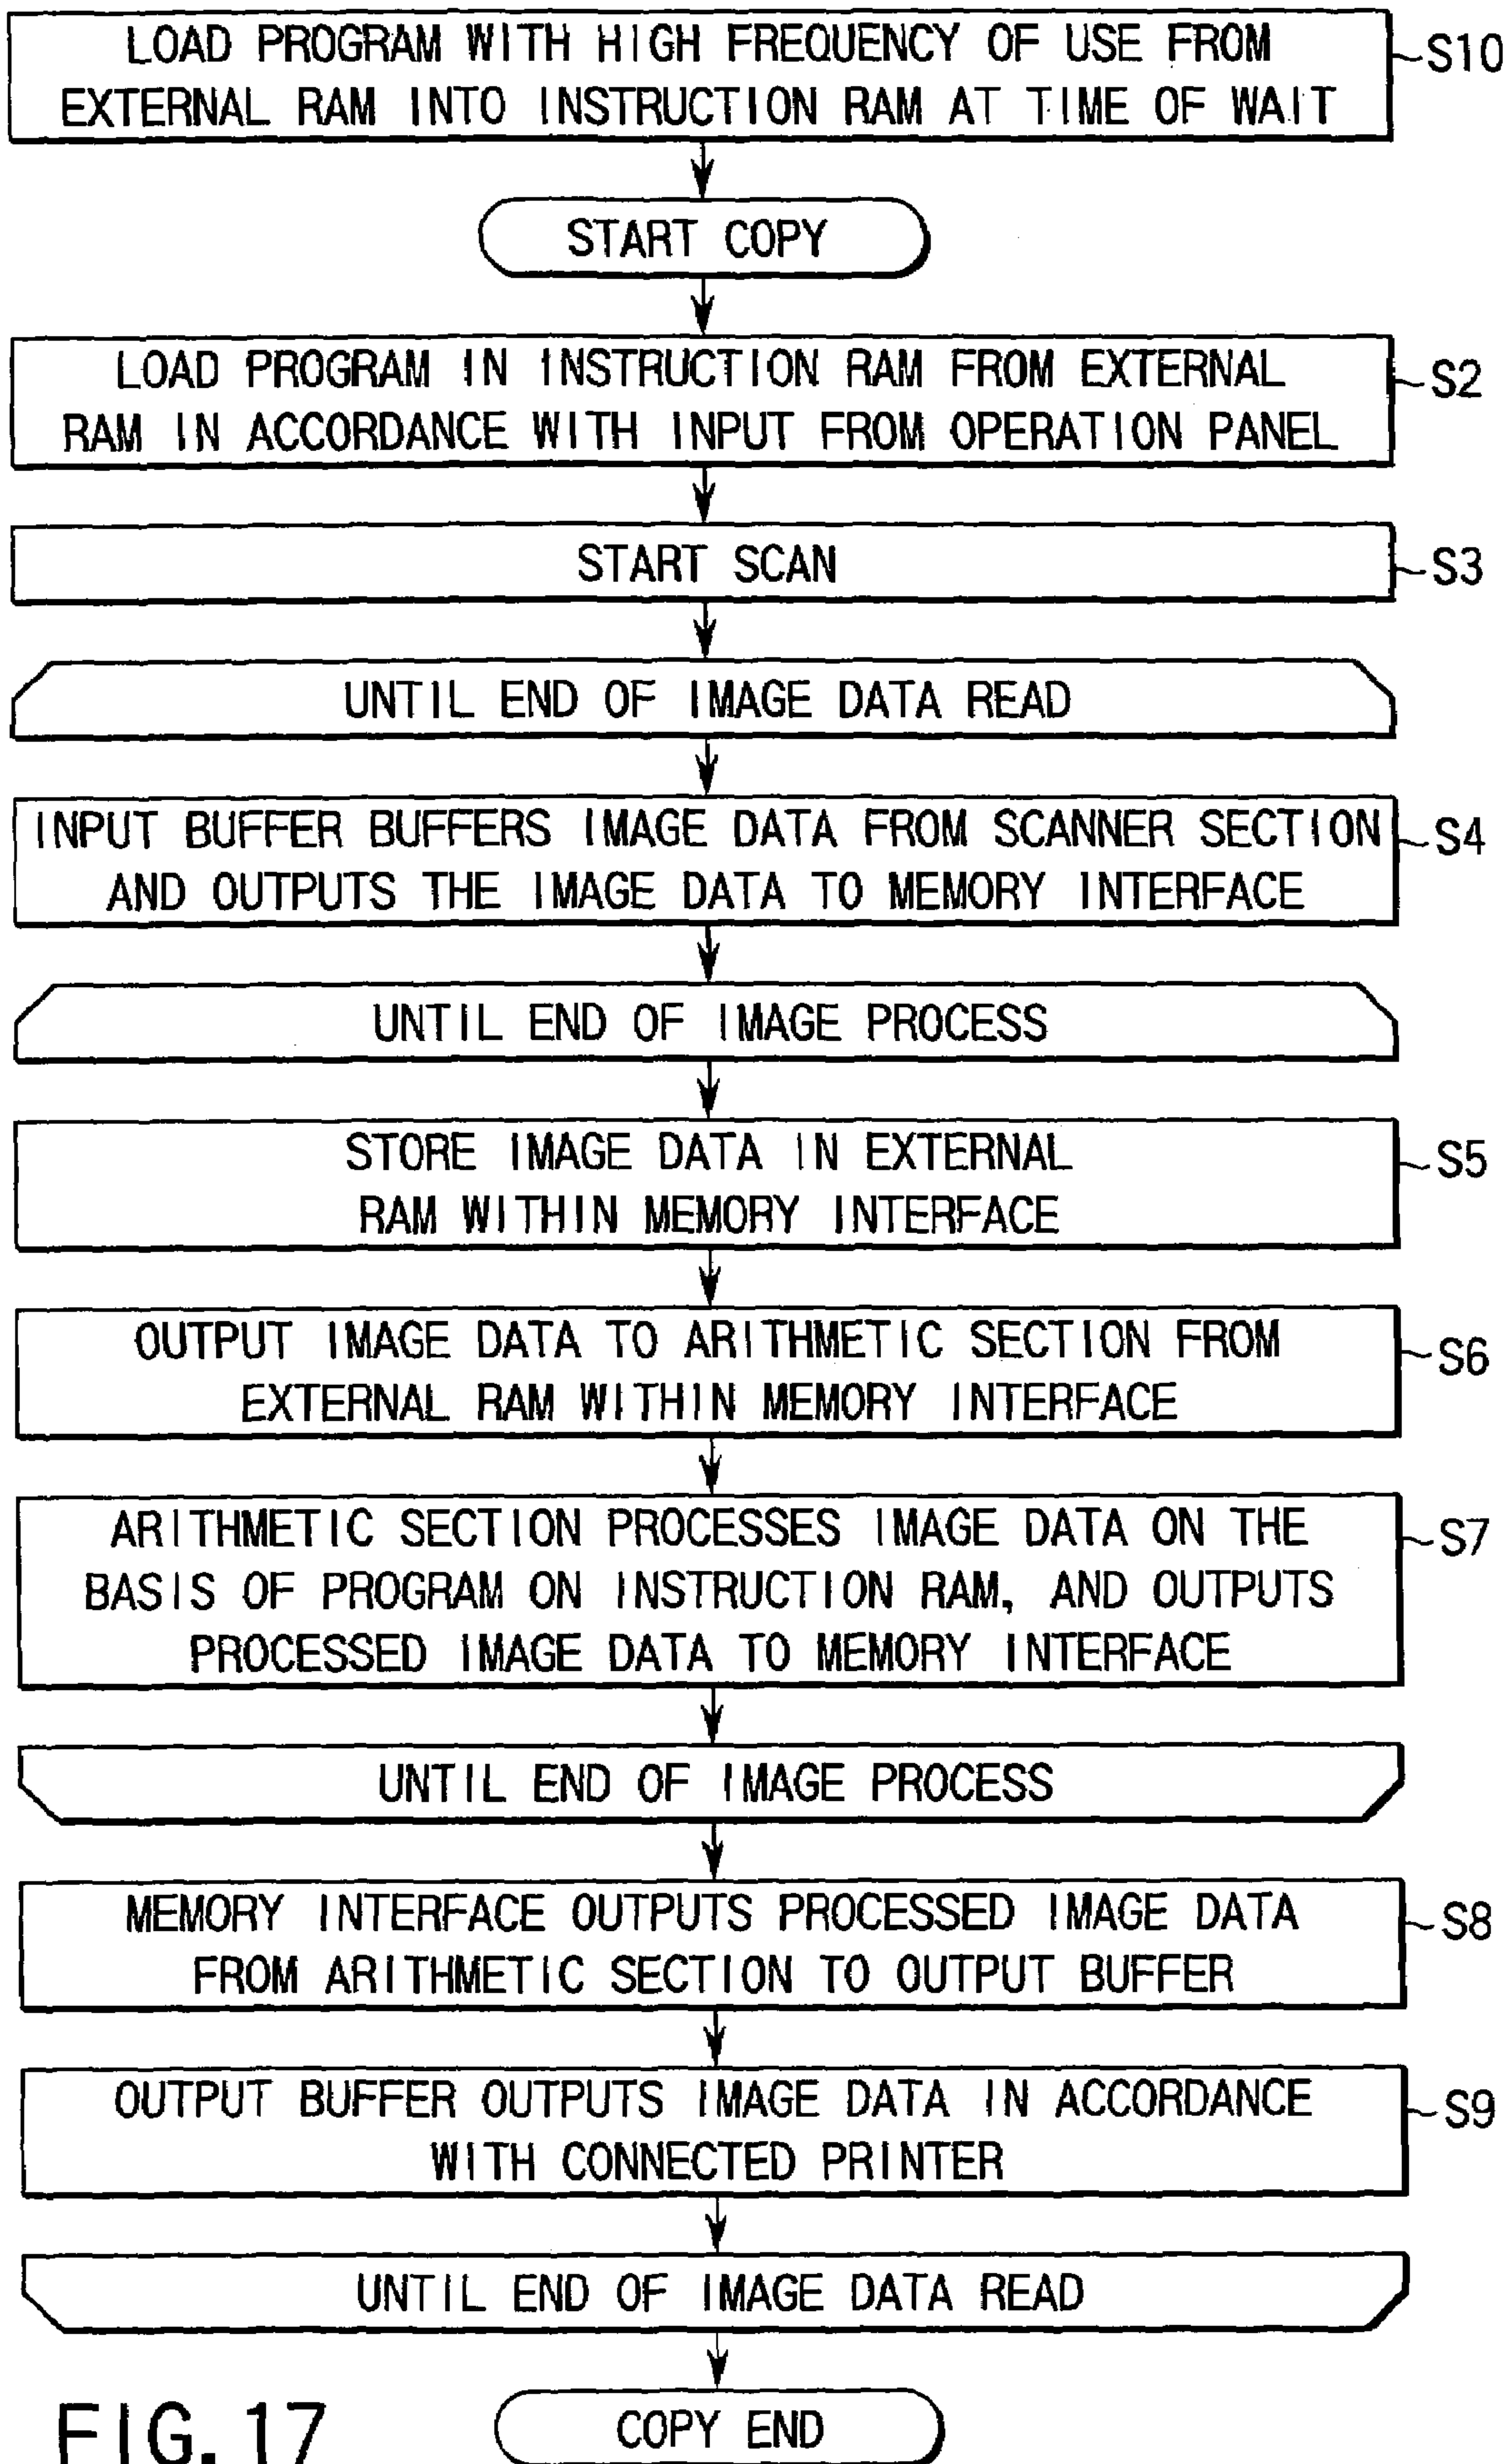 LOAD PROGRAM WITH HIGH FREQUENCY OF USE FROM
EXTERNAL RAM INTO INSTRUCTION RAM AT TIME OF WAIT
S10
START COPY
LOAD PROGRAM IN INSTRUCTION RAM FROM EXTERNAL
RAM IN ACCORDANCE WITH INPUT FROM OPERATION PANEL
S2
START SCAN
S3
UNTIL END OF IMAGE DATA READ
INPUT BUFFER BUFFERS IMAGE DATA FROM SCANNER SECTION
AND OUTPUTS THE IMAGE DATA TO MEMORY INTERFACE
S4
UNTIL END OF IMAGE PROCESS
STORE IMAGE DATA IN EXTERNAL
RAM WITHIN MEMORY INTERFACE
S5
OUTPUT IMAGE DATA TO ARITHMETIC SECTION FROM
EXTERNAL RAM WITHIN MEMORY INTERFACE
S6
ARITHMETIC SECTION PROCESSES IMAGE DATA ON THE
BASIS OF PROGRAM ON INSTRUCTION RAM, AND OUTPUTS
PROCESSED IMAGE DATA TO MEMORY INTERFACE
S7
UNTIL END OF IMAGE PROCESS
MEMORY INTERFACE OUTPUTS PROCESSED IMAGE DATA
FROM ARITHMETIC SECTION TO OUTPUT BUFFER
S8
OUTPUT BUFFER OUTPUTS IMAGE DATA IN ACCORDANCE
WITH CONNECTED PRINTER
S9
UNTIL END OF IMAGE DATA READ
COPY END
FIG. 17